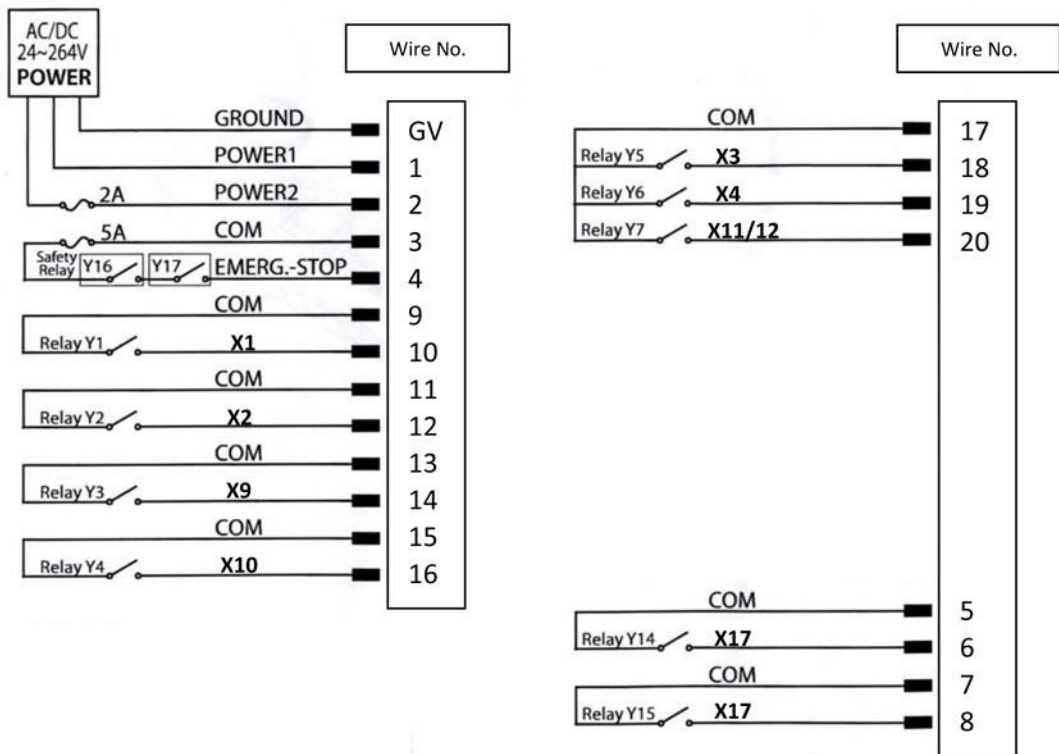 AC/DC
24~264V
POWER
Wire No.
GROUND GV
POWER1 1
2A POWER2 2
5A COM 3
Safety
Relay Y16 Y17 EMERG.-STOP 4
COM 9
Relay Y1 X1 10
COM 11
Relay Y2 X2 12
COM 13
Relay Y3 X9 14
COM 15
Relay Y4 X10 16
Wire No.
COM 17
Relay Y5 X3 18
Relay Y6 X4 19
Relay Y7 X11/12 20
COM 5
Relay Y14 X17 6
COM 7
Relay Y15 X17 8